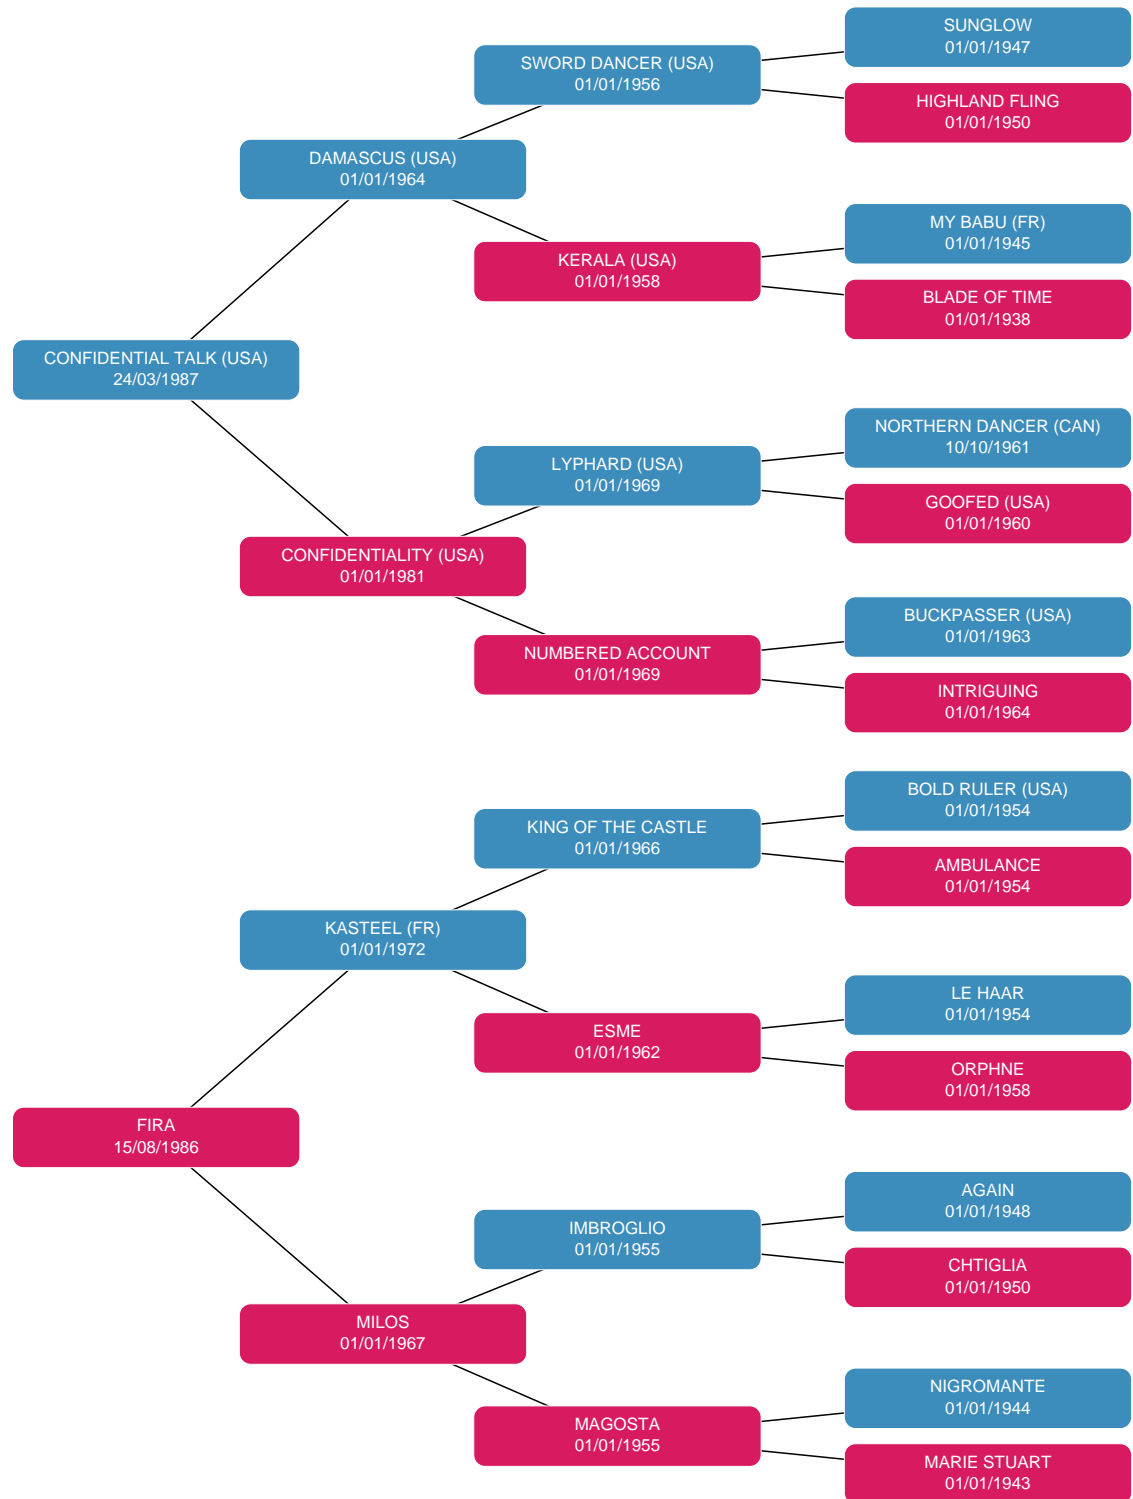 SUNGLOW
01/01/1947
SWORD DANCER (USA)
01/01/1956
HIGHLAND FLING
01/01/1950
DAMASCUS (USA)
01/01/1964
MY BABU (FR)
01/01/1945
KERALA (USA)
01/01/1958
BLADE OF TIME
01/01/1938
CONFIDENTIAL TALK (USA)
24/03/1987
NORTHERN DANCER (CAN)
10/10/1961
LYPHARD (USA)
01/01/1969
GOOFED (USA)
01/01/1960
CONFIDENTIALITY (USA)
01/01/1981
BUCKPASSER (USA)
01/01/1963
NUMBERED ACCOUNT
01/01/1969
INTRIGUING
01/01/1964
BOLD RULER (USA)
01/01/1954
KING OF THE CASTLE
01/01/1966
AMBULANCE
01/01/1954
KASTEEL (FR)
01/01/1972
LE HAAR
01/01/1954
ESME
01/01/1962
ORPHNE
01/01/1958
FIRA
15/08/1986
AGAIN
01/01/1948
IMBROGLIO
01/01/1955
CHTIGLIA
01/01/1950
MILOS
01/01/1967
NIGROMANTE
01/01/1944
MAGOSTA
01/01/1955
MARIE STUART
01/01/1943